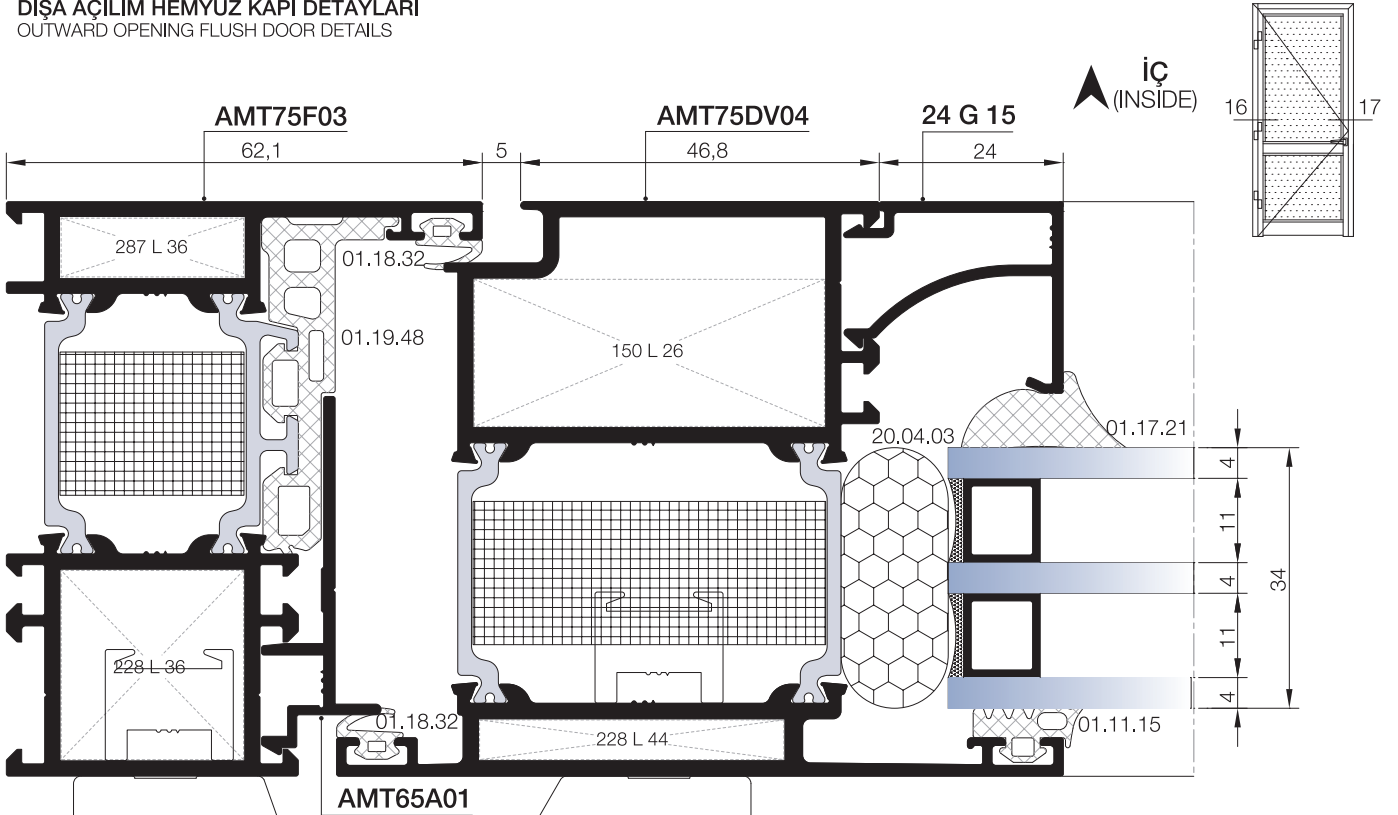 DIŞA AÇILIM HEMYÜZ KAPI DETAYLARI
OUTWARD OPENING FLUSH DOOR DETAILS
İÇ
(INSIDE)
16 17
AMT75F03 AMT75DV04 24 G 15
62,1 5 46,8 24
287 L 36
01.18.32
01.19.48
150 L 26
20.04.03
01.17.21
4
11
4
34
11
4
228 L 36
01.18.32
228 L 44
01.11.15
AMT65A01